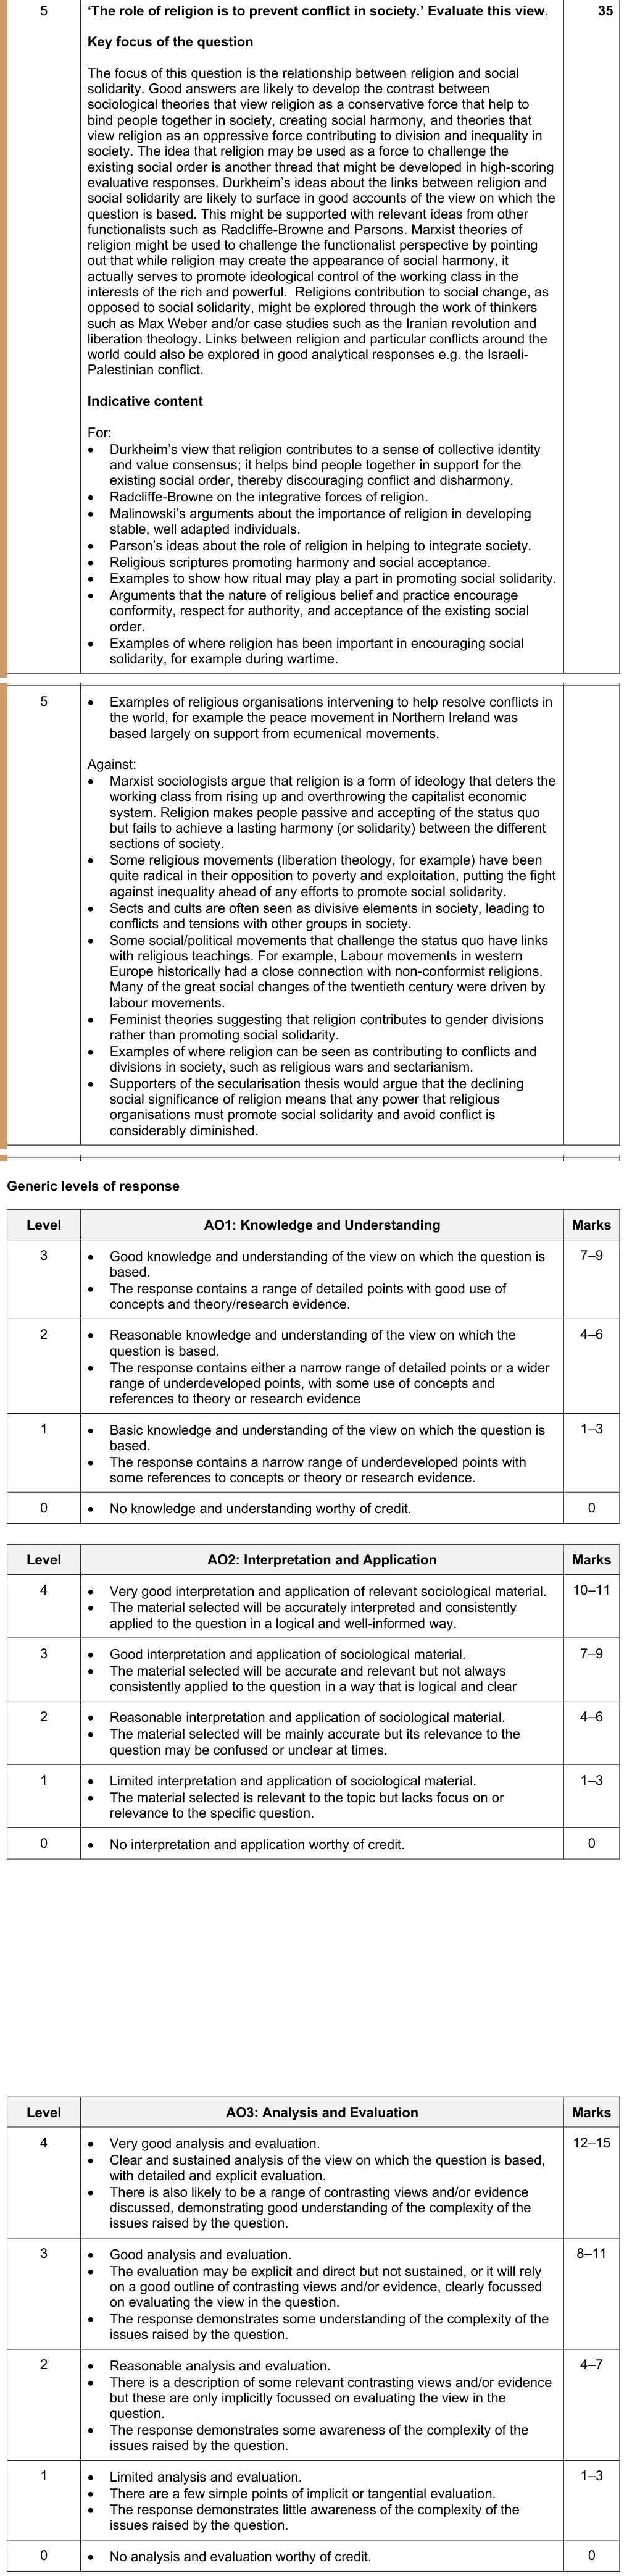 5 ‘The role of religion is to prevent conflict in society.’ Evaluate this view. 35
Key focus of the question
The focus of this question is the relationship between religion and social
solidarity. Good answers are likely to develop the contrast between
sociological theories that view religion as a conservative force that help to
bind people together in society, creating social harmony, and theories that
view religion as an oppressive force contributing to division and inequality in
society. The idea that religion may be used as a force to challenge the
existing social order is another thread that might be developed in high-scoring
evaluative responses. Durkheim’s ideas about the links between religion and
social solidarity are likely to surface in good accounts of the view on which the
question is based. This might be supported with relevant ideas from other
functionalists such as Radcliffe-Browne and Parsons. Marxist theories of
religion might be used to challenge the functionalist perspective by pointing
out that while religion may create the appearance of social harmony, it
actually serves to promote ideological control of the working class in the
interests of the rich and powerful. Religions contribution to social change, as
opposed to social solidarity, might be explored through the work of thinkers
such as Max Weber and/or case studies such as the Iranian revolution and
liberation theology. Links between religion and particular conflicts around the
world could also be explored in good analytical responses e.g. the Israeli-
Palestinian conflict.
Indicative content
For:
• Durkheim’s view that religion contributes to a sense of collective identity
and value consensus; it helps bind people together in support for the
existing social order, thereby discouraging conflict and disharmony.
• Radcliffe-Browne on the integrative forces of religion.
• Malinowski’s arguments about the importance of religion in developing
stable, well adapted individuals.
• Parson’s ideas about the role of religion in helping to integrate society.
• Religious scriptures promoting harmony and social acceptance.
• Examples to show how ritual may play a part in promoting social solidarity.
• Arguments that the nature of religious belief and practice encourage
conformity, respect for authority, and acceptance of the existing social
order.
• Examples of where religion has been important in encouraging social
solidarity, for example during wartime.
5 • Examples of religious organisations intervening to help resolve conflicts in
the world, for example the peace movement in Northern Ireland was
based largely on support from ecumenical movements.
Against:
• Marxist sociologists argue that religion is a form of ideology that deters the
working class from rising up and overthrowing the capitalist economic
system. Religion makes people passive and accepting of the status quo
but fails to achieve a lasting harmony (or solidarity) between the different
sections of society.
• Some religious movements (liberation theology, for example) have been
quite radical in their opposition to poverty and exploitation, putting the fight
against inequality ahead of any efforts to promote social solidarity.
• Sects and cults are often seen as divisive elements in society, leading to
conflicts and tensions with other groups in society.
• Some social/political movements that challenge the status quo have links
with religious teachings. For example, Labour movements in western
Europe historically had a close connection with non-conformist religions.
Many of the great social changes of the twentieth century were driven by
labour movements.
• Feminist theories suggesting that religion contributes to gender divisions
rather than promoting social solidarity.
• Examples of where religion can be seen as contributing to conflicts and
divisions in society, such as religious wars and sectarianism.
• Supporters of the secularisation thesis would argue that the declining
social significance of religion means that any power that religious
organisations must promote social solidarity and avoid conflict is
considerably diminished.
Generic levels of response
Level AO1: Knowledge and Understanding Marks
3 • Good knowledge and understanding of the view on which the question is 7–9
based.
• The response contains a range of detailed points with good use of
concepts and theory/research evidence.
2 • Reasonable knowledge and understanding of the view on which the 4–6
question is based.
• The response contains either a narrow range of detailed points or a wider
range of underdeveloped points, with some use of concepts and
references to theory or research evidence
1 • Basic knowledge and understanding of the view on which the question is 1–3
based.
• The response contains a narrow range of underdeveloped points with
some references to concepts or theory or research evidence.
0 • No knowledge and understanding worthy of credit. 0
Level AO2: Interpretation and Application Marks
4 • Very good interpretation and application of relevant sociological material. 10–11
• The material selected will be accurately interpreted and consistently
applied to the question in a logical and well-informed way.
3 • Good interpretation and application of sociological material. 7–9
• The material selected will be accurate and relevant but not always
consistently applied to the question in a way that is logical and clear
2 • Reasonable interpretation and application of sociological material. 4–6
• The material selected will be mainly accurate but its relevance to the
question may be confused or unclear at times.
1 • Limited interpretation and application of sociological material. 1–3
• The material selected is relevant to the topic but lacks focus on or
relevance to the specific question.
0 • No interpretation and application worthy of credit. 0
Level AO3: Analysis and Evaluation Marks
4 • Very good analysis and evaluation. 12–15
• Clear and sustained analysis of the view on which the question is based,
with detailed and explicit evaluation.
• There is also likely to be a range of contrasting views and/or evidence
discussed, demonstrating good understanding of the complexity of the
issues raised by the question.
3 • Good analysis and evaluation. 8–11
• The evaluation may be explicit and direct but not sustained, or it will rely
on a good outline of contrasting views and/or evidence, clearly focussed
on evaluating the view in the question.
• The response demonstrates some understanding of the complexity of the
issues raised by the question.
2 • Reasonable analysis and evaluation. 4–7
• There is a description of some relevant contrasting views and/or evidence
but these are only implicitly focussed on evaluating the view in the
question.
• The response demonstrates some awareness of the complexity of the
issues raised by the question.
1 • Limited analysis and evaluation. 1–3
• There are a few simple points of implicit or tangential evaluation.
• The response demonstrates little awareness of the complexity of the
issues raised by the question.
0 • No analysis and evaluation worthy of credit. 0